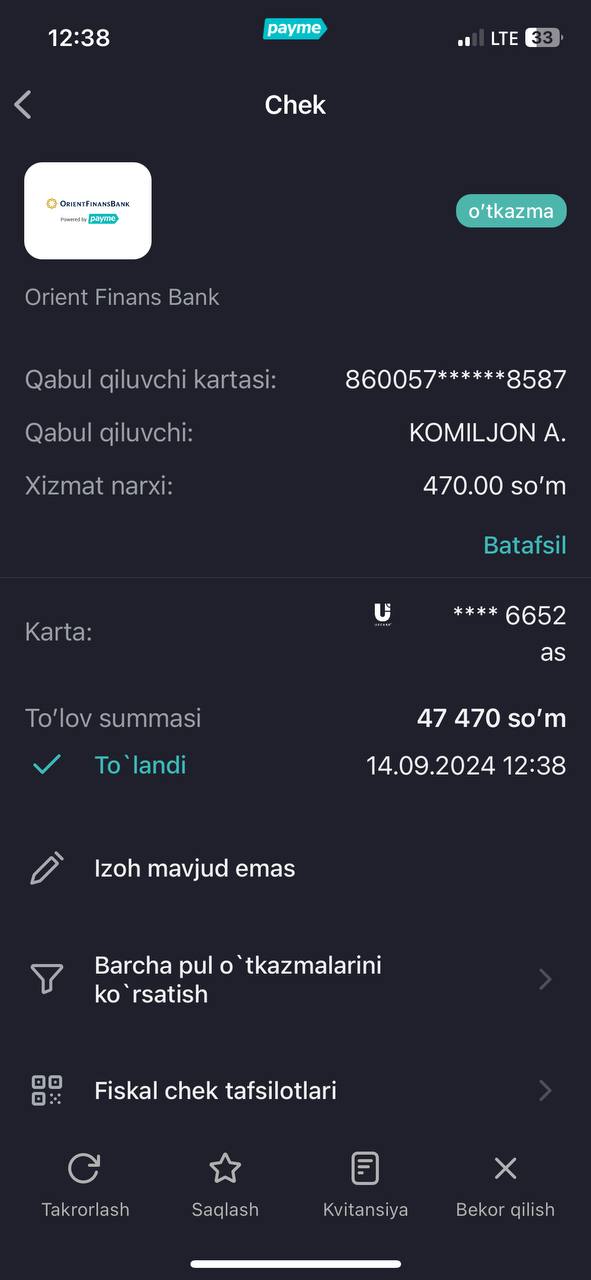 12:38
payme
LTE
33
Chek
ORIENTFINANSBANK
Powered by payme
o‘tkazma
Orient Finans Bank
Qabul qiluvchi kartasi: 860057******8587
Qabul qiluvchi: KOMILJON A.
Xizmat narxi: 470.00 so‘m
Batafsil
Karta: **** 6652
as
To‘lov summasi 47 470 so‘m
To`landi 14.09.2024 12:38
Izoh mavjud emas
Barcha pul o`tkazmalarini
ko`rsatish
Fiskal chek tafsilotlari
Takrorlash Saqlash Kvitansiya Bekor qilish